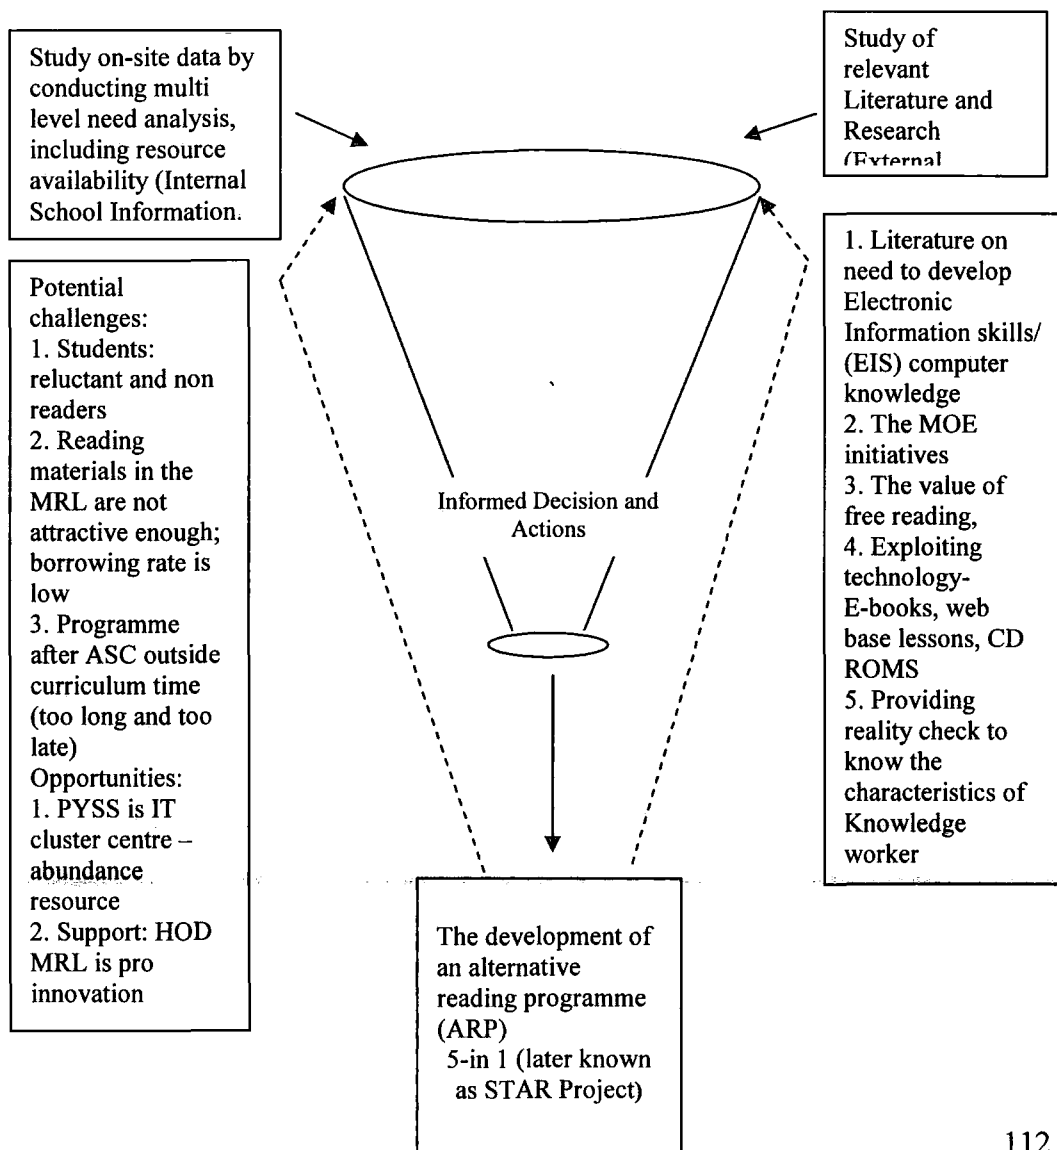 Study on-site data by
conducting multi
level need analysis,
including resource
availability (Internal
School Information.
Study of
relevant
Literature and
Research
(External
Potential
challenges:
1. Students:
reluctant and non
readers
2. Reading
materials in the
MRL are not
attractive enough;
borrowing rate is
low
3. Programme
after ASC outside
curriculum time
(too long and too
late)
Opportunities:
1. PYSS is IT
cluster centre –
abundance
resource
2. Support: HOD
MRL is pro
innovation
Informed Decision and
Actions
1. Literature on
need to develop
Electronic
Information skills/
(EIS) computer
knowledge
2. The MOE
initiatives
3. The value of
free reading,
4. Exploiting
technology-
E-books, web
base lessons, CD
ROMS
5. Providing
reality check to
know the
characteristics of
Knowledge
worker
The development of
an alternative
reading programme
(ARP)
5-in 1 (later known
as STAR Project)
112